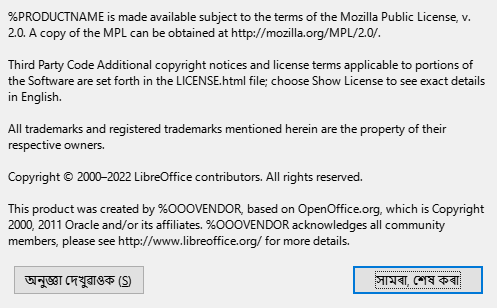 %PRODUCTNAME is made available subject to the terms of the Mozilla Public License, v.
2.0. A copy of the MPL can be obtained at http://mozilla.org/MPL/2.0/.
Third Party Code Additional copyright notices and license terms applicable to portions of
the Software are set forth in the LICENSE.html file; choose Show License to see exact details
in English.
All trademarks and registered trademarks mentioned herein are the property of their
respective owners.
Copyright © 2000–2022 LibreOffice contributors. All rights reserved.
This product was created by %OOOVENDOR, based on OpenOffice.org, which is Copyright
2000, 2011 Oracle and/or its affiliates. %OOOVENDOR acknowledges all community
members, please see http://www.libreoffice.org/ for more details.
অনুজ্ঞা দেখুৱাওক (S) সামৰা, শেষ কৰা